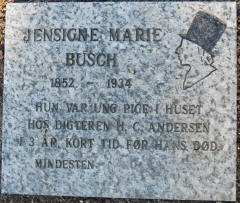 JENSIGNE MARIE
BUSCH
1852 - 1934
HUN VAR UNG PIGE I HUSET
HOS DIGTEREN H. C. ANDERSEN
I 3 ÅR, KORT TID FØR HANS DØD.
MINDESTEN.